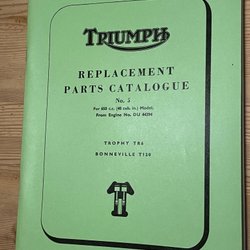 TRIUMPH
REPLACEMENT
PARTS CATALOGUE
No. 5
For 650 c.c. (40 cub. in.) Models
From Engine No. DU 44394
TROPHY TR6
BONNEVILLE T120